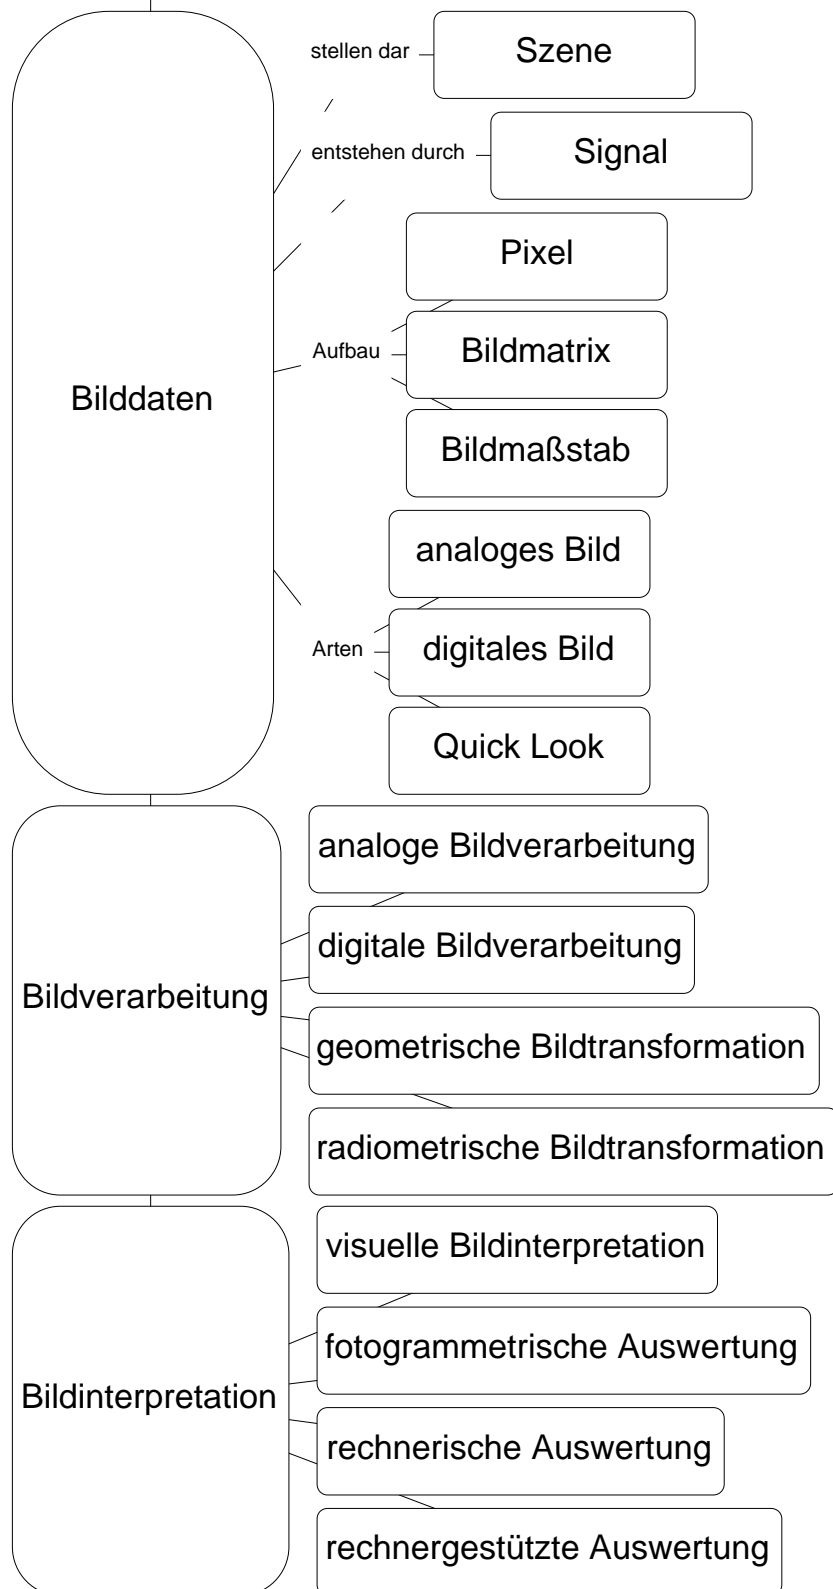 stellen dar
Szene
entstehen durch
Signal
Pixel
Aufbau
Bildmatrix
Bilddaten
Bildmaßstab
analoges Bild
Arten
digitales Bild
Quick Look
analoge Bildverarbeitung
digitale Bildverarbeitung
Bildverarbeitung
geometrische Bildtransformation
radiometrische Bildtransformation
visuelle Bildinterpretation
fotogrammetrische Auswertung
Bildinterpretation
rechnerische Auswertung
rechnergestützte Auswertung